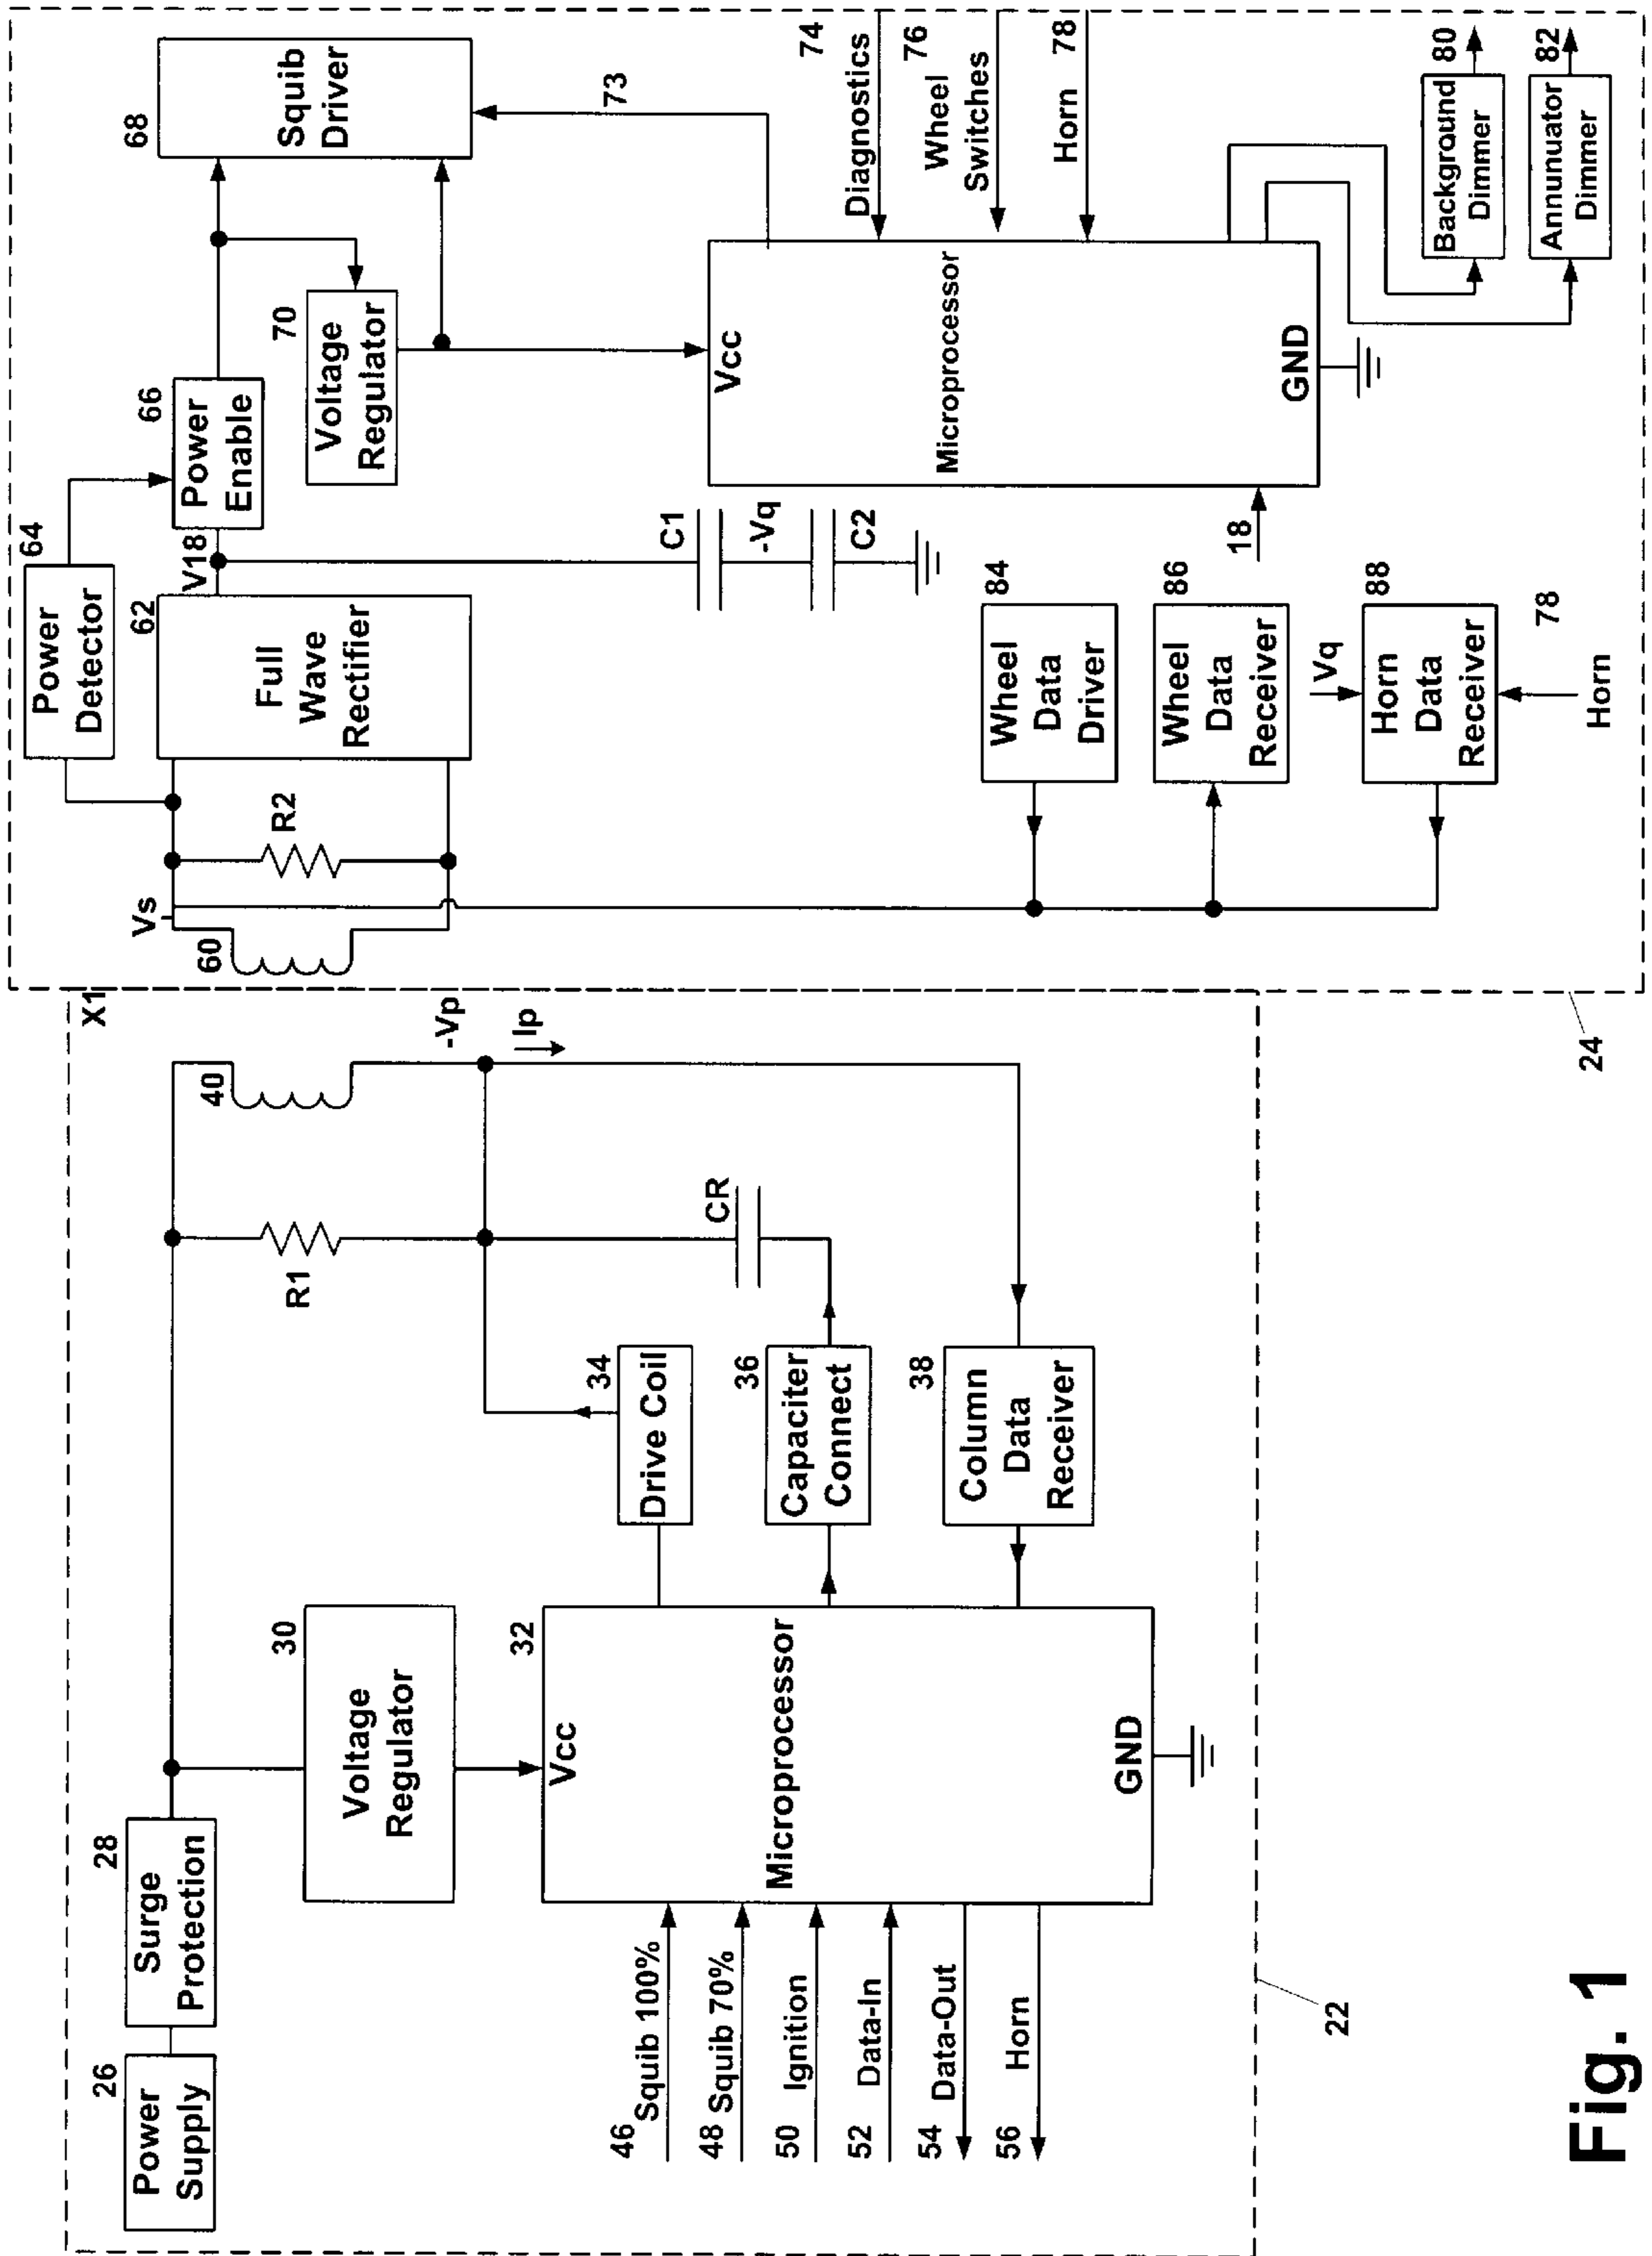 26
Power
Supply
28
Surge
Protection
30
Voltage
Regulator
32
Vcc
Microprocessor
GND
46
Squib 100%
48
Squib 70%
50
Ignition
52
Data-In
54
Data-Out
56
Horn
34
Drive Coil
36
Capaciter
Connect
38
Column
Data
Receiver
R1
CR
40
-Vp
Ip
X1
22
24
Vs
60
R2
64
Power
Detector
62
Full
Wave
Rectifier
V18
66
Power
Enable
68
Squib
Driver
70
Voltage
Regulator
73
C1
-Vq
C2
Vcc
Microprocessor
GND
18
74
Diagnostics
76
Wheel
Switches
78
Horn
80
Background
Dimmer
82
Annunuator
Dimmer
84
Wheel
Data
Driver
86
Wheel
Data
Receiver
Vq
88
Horn
Data
Receiver
78
Horn
Fig. 1